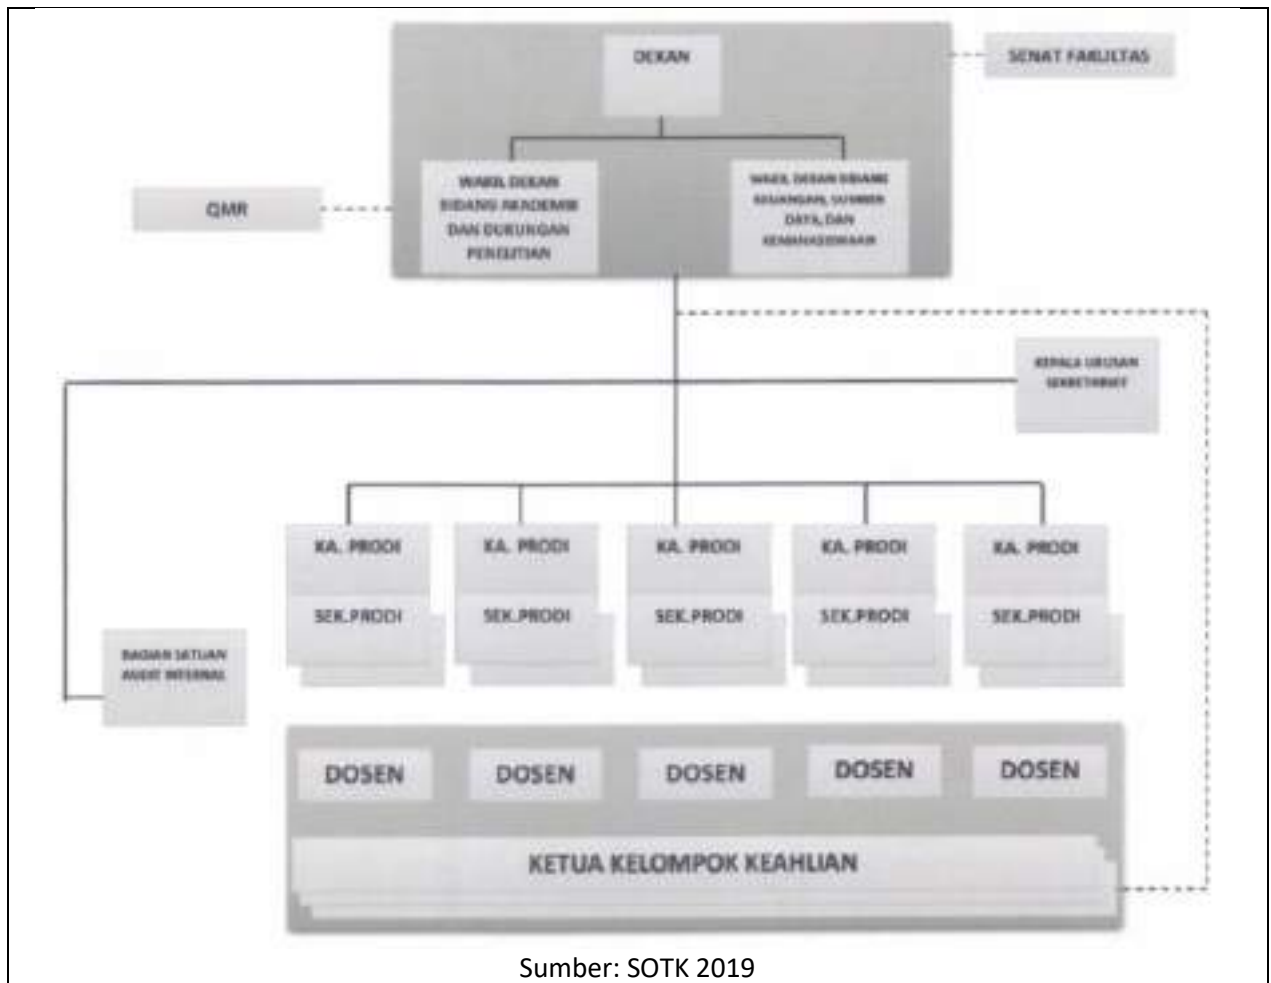 DEKAN
SENAT FAKULTAS
QMR
WAKIL DEKAN
BIDANG AKADEMIK
DAN DUKUNGAN
PENELITIAN
WAKIL DEKAN BIDANG
KEUANGAN, SUMBER
DAYA, DAN
KEMAHASISWAAN
KEPALA URUSAN
SEKRETARIAT
KA. PRODI
KA. PRODI
KA. PRODI
KA. PRODI
KA. PRODI
SEK.PRODI
SEK.PRODI
SEK.PRODI
SEK.PRODI
SEK.PRODI
BAGIAN SATUAN
AUDIT INTERNAL
DOSEN
DOSEN
DOSEN
DOSEN
DOSEN
KETUA KELOMPOK KEAHLIAN
Sumber: SOTK 2019